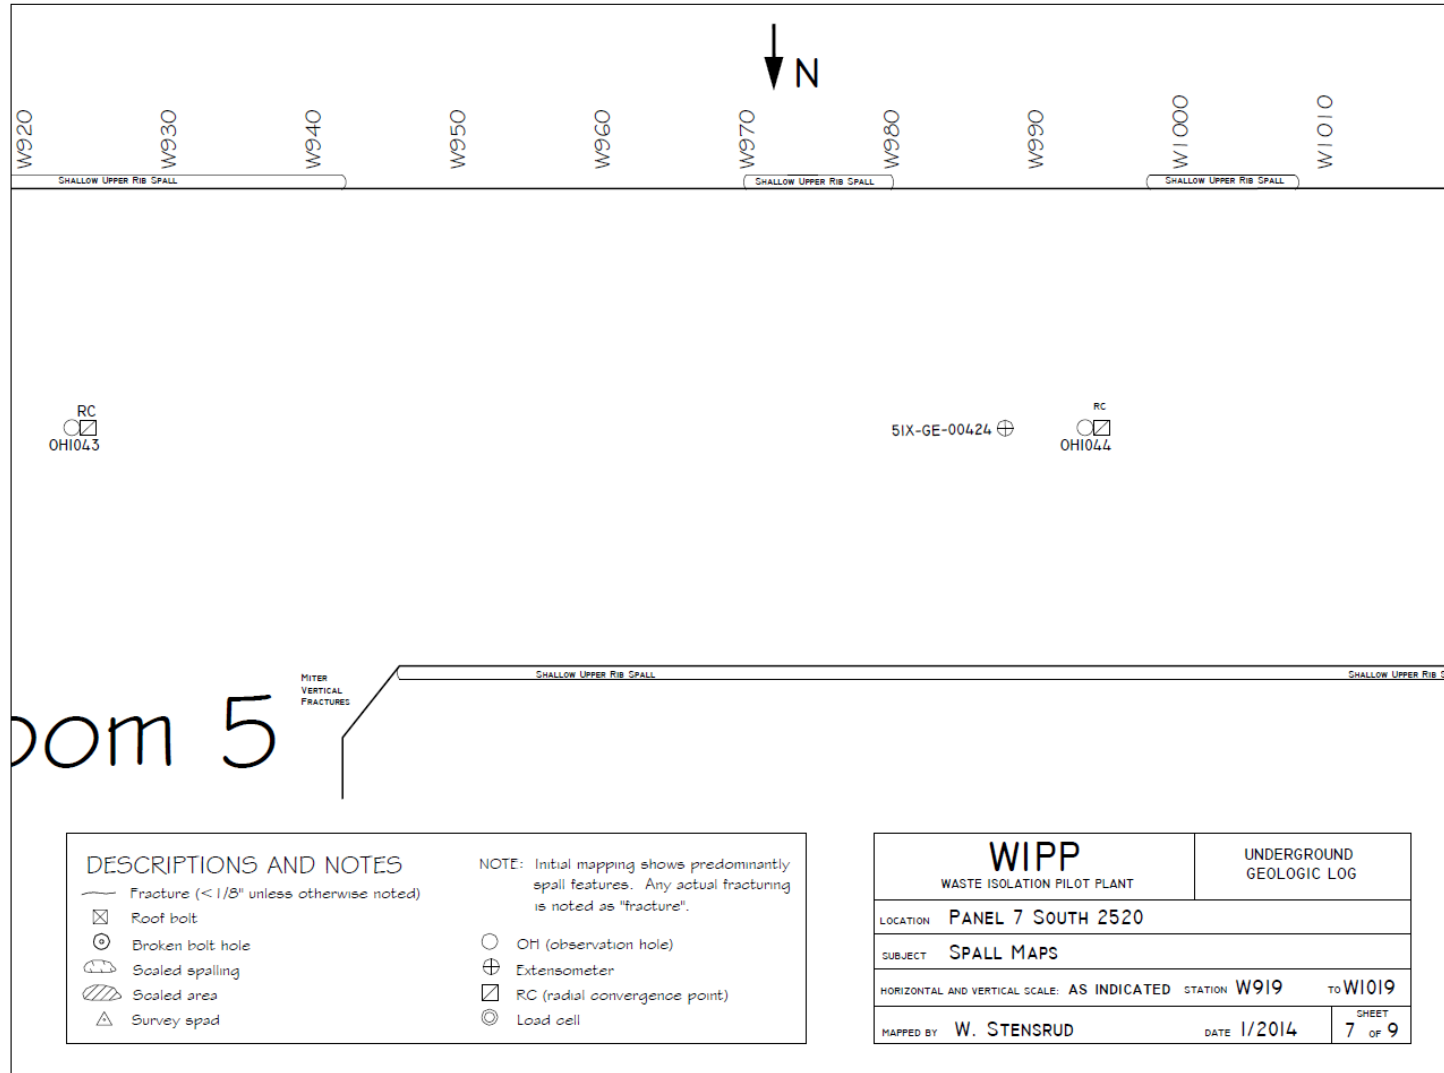 N
W920
W930
W940
W950
W960
W970
W980
W990
W1000
W1010
SHALLOW UPPER RIB SPALL
SHALLOW UPPER RIB SPALL
SHALLOW UPPER RIB SPALL
RC
OHI043
5IX-GE-00424
RC
OHI044
MITER
VERTICAL
FRACTURES
SHALLOW UPPER RIB SPALL
SHALLOW UPPER RIB S
oom 5
DESCRIPTIONS AND NOTES
Fracture (<1/8" unless otherwise noted)
Roof bolt
Broken bolt hole
Scaled spalling
Scaled area
Survey spad
NOTE: Initial mapping shows predominantly
spall features. Any actual fracturing
is noted as "fracture".
OH (observation hole)
Extensometer
RC (radial convergence point)
Load cell
WIPP
WASTE ISOLATION PILOT PLANT
UNDERGROUND
GEOLOGIC LOG
LOCATION PANEL 7 SOUTH 2520
SUBJECT SPALL MAPS
HORIZONTAL AND VERTICAL SCALE: AS INDICATED STATION W919 TO W1019
MAPPED BY W. STENSRUD DATE 1/2014
SHEET
7 OF 9